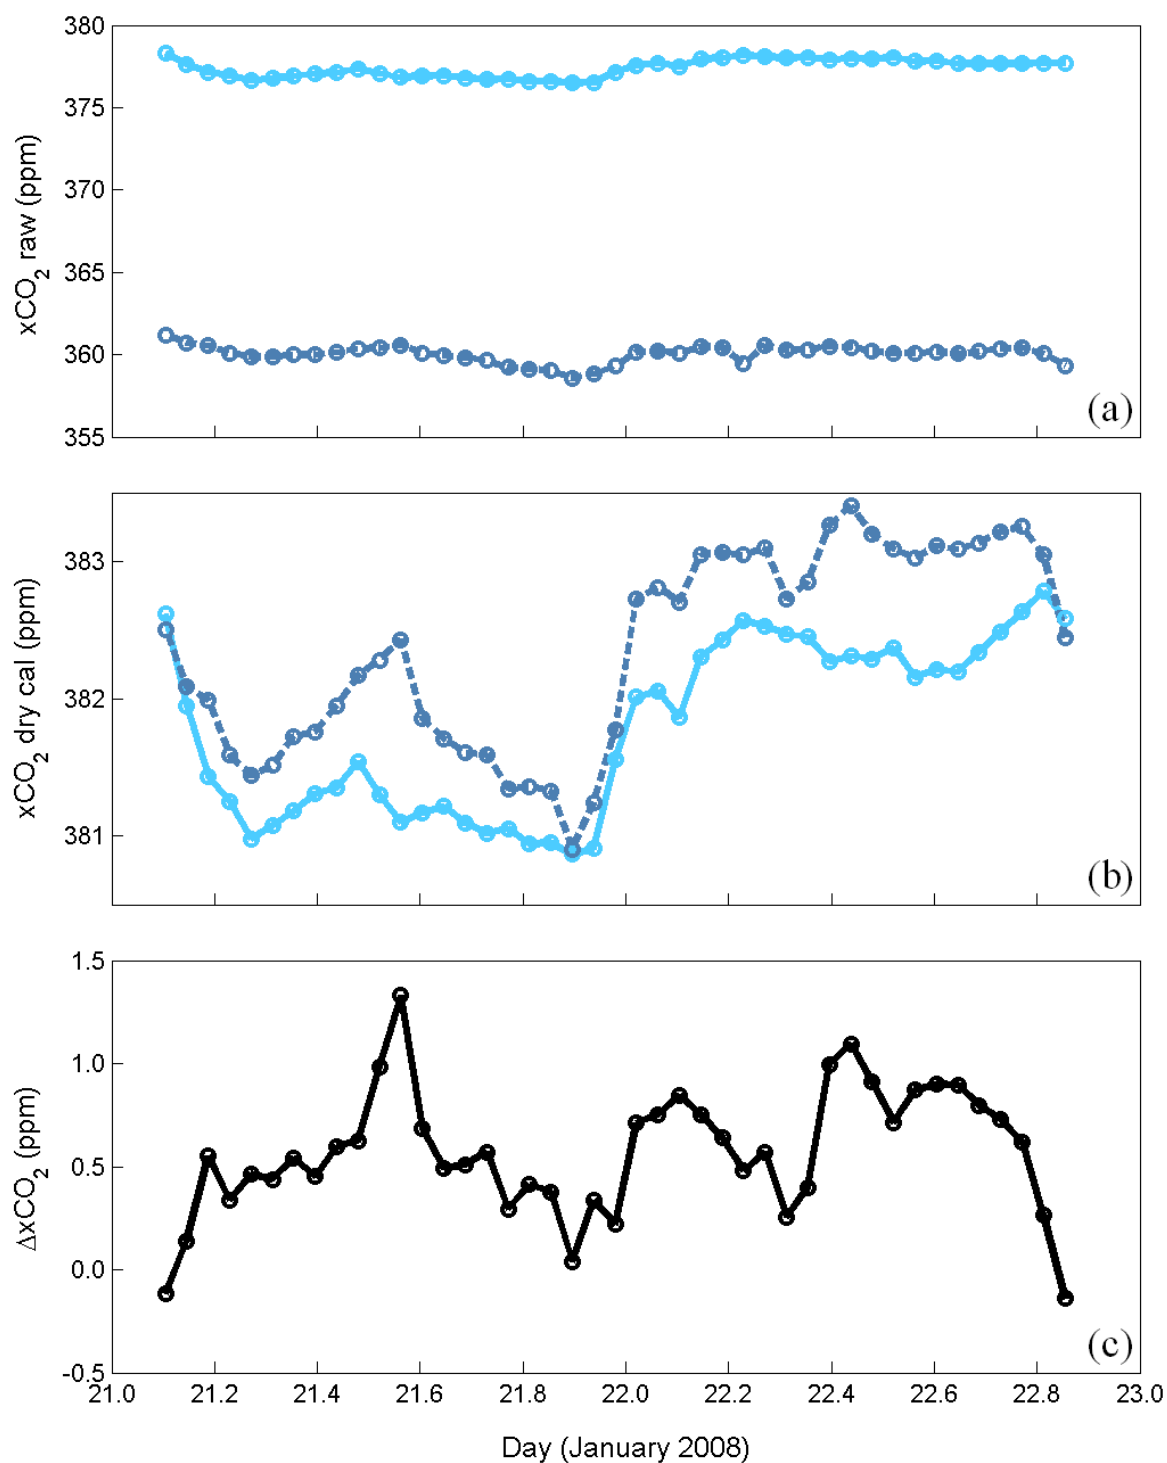 380
375
370
365
360
355
xCO2 raw (ppm)
(a)
383
382
381
xCO2 dry cal (ppm)
(b)
1.5
1.0
0.5
0.0
-0.5
ΔxCO2 (ppm)
(c)
21.0 21.2 21.4 21.6 21.8 22.0 22.2 22.4 22.6 22.8 23.0
Day (January 2008)